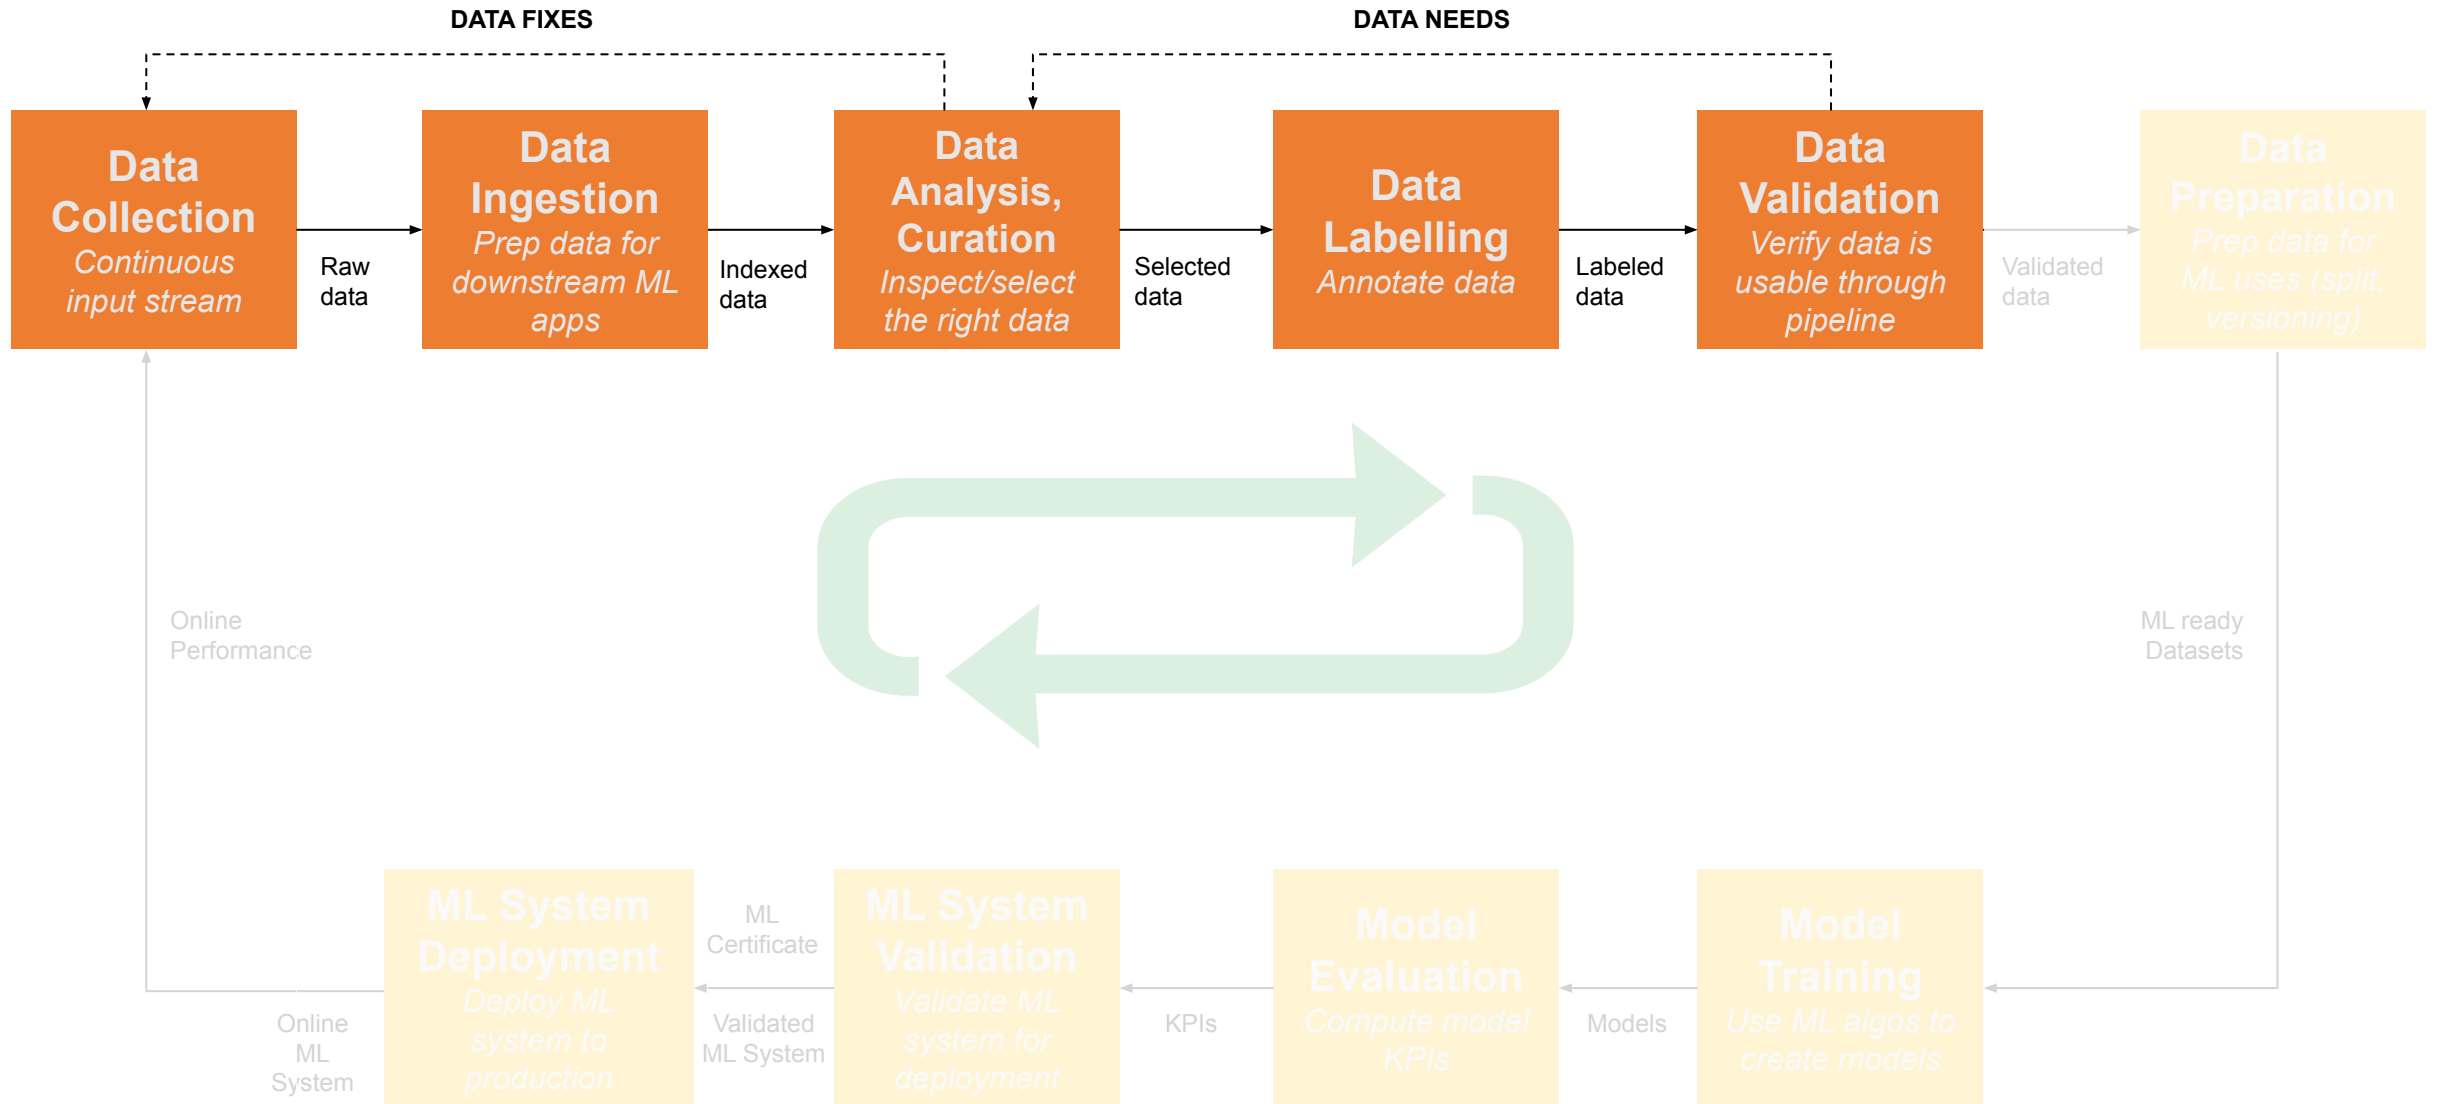 DATA FIXES
DATA NEEDS
Data
Collection
Continuous
input stream
Raw
data
Data
Ingestion
Prep data for
downstream ML
apps
Indexed
data
Data
Analysis,
Curation
Inspect/select
the right data
Selected
data
Data
Labelling
Annotate data
Labeled
data
Data
Validation
Verify data is
usable through
pipeline
Validated
data
Data
Preparation
Prep data for
ML uses (split,
versioning)
Online
Performance
ML ready
Datasets
ML System
Deployment
Deploy ML
system to
production
ML
Certificate
Validated
ML System
ML System
Validation
Validate ML
system for
deployment
KPIs
Model
Evaluation
Compute model
KPIs
Models
Model
Training
Use ML algos to
create models
Online
ML
System